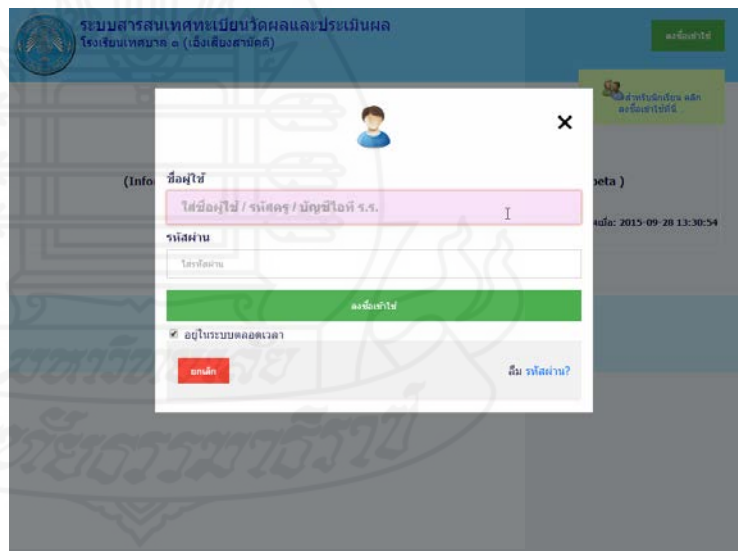 ระบบสารสนเทศทะเบียนวัดผลและประเมินผล
โรงเรียนเทศบาล ๑ (เอ็งเสียงสามัคคี)
ลงชื่อเข้าใช้
สำหรับนักเรียน คลิก
ลงชื่อเข้าใช้ที่นี่
(Info
beta )
เมื่อ: 2015-09-28 13:30:54
ชื่อผู้ใช้
ใส่ชื่อผู้ใช้ / รหัสครู / บัญชีไอที ร.ร.
รหัสผ่าน
ใส่รหัสผ่าน
ลงชื่อเข้าใช้
อยู่ในระบบตลอดเวลา
ยกเลิก
ลืม รหัสผ่าน?